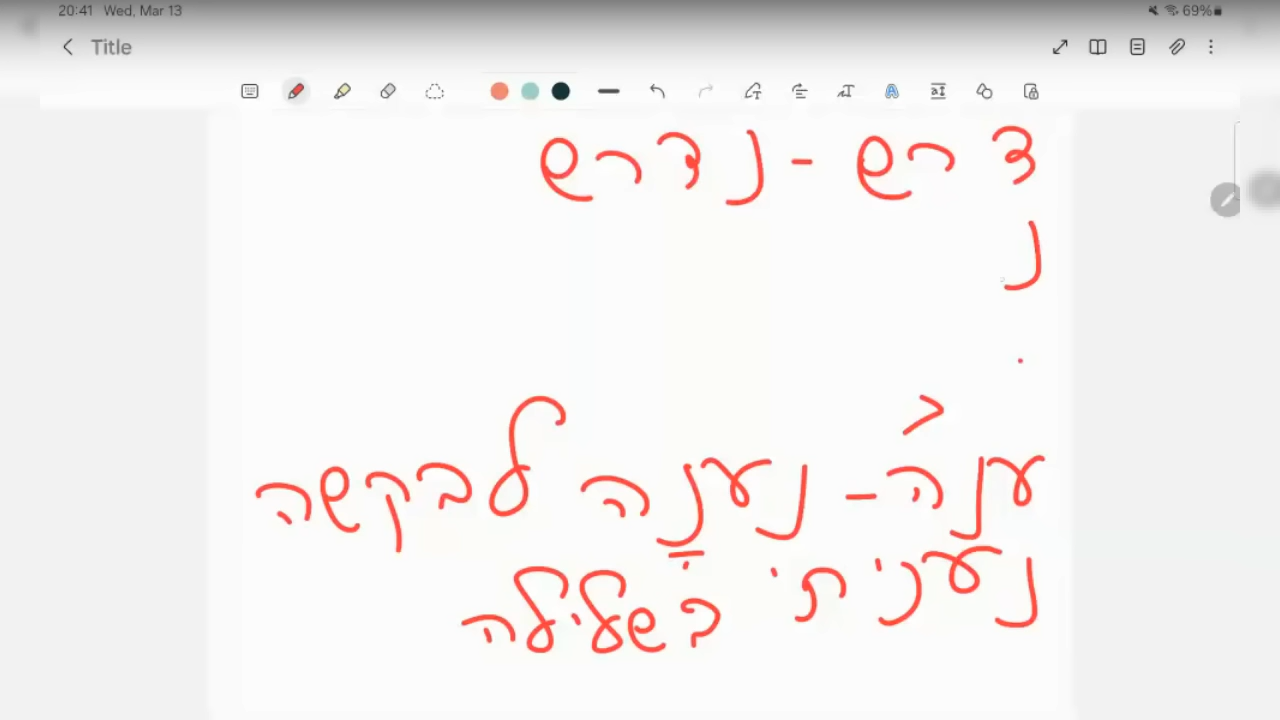 20:41 Wed, Mar 13 69%
Title
דרש - נדרש
נ
ענה - נענה לבקשה
נעניתי בשלילה